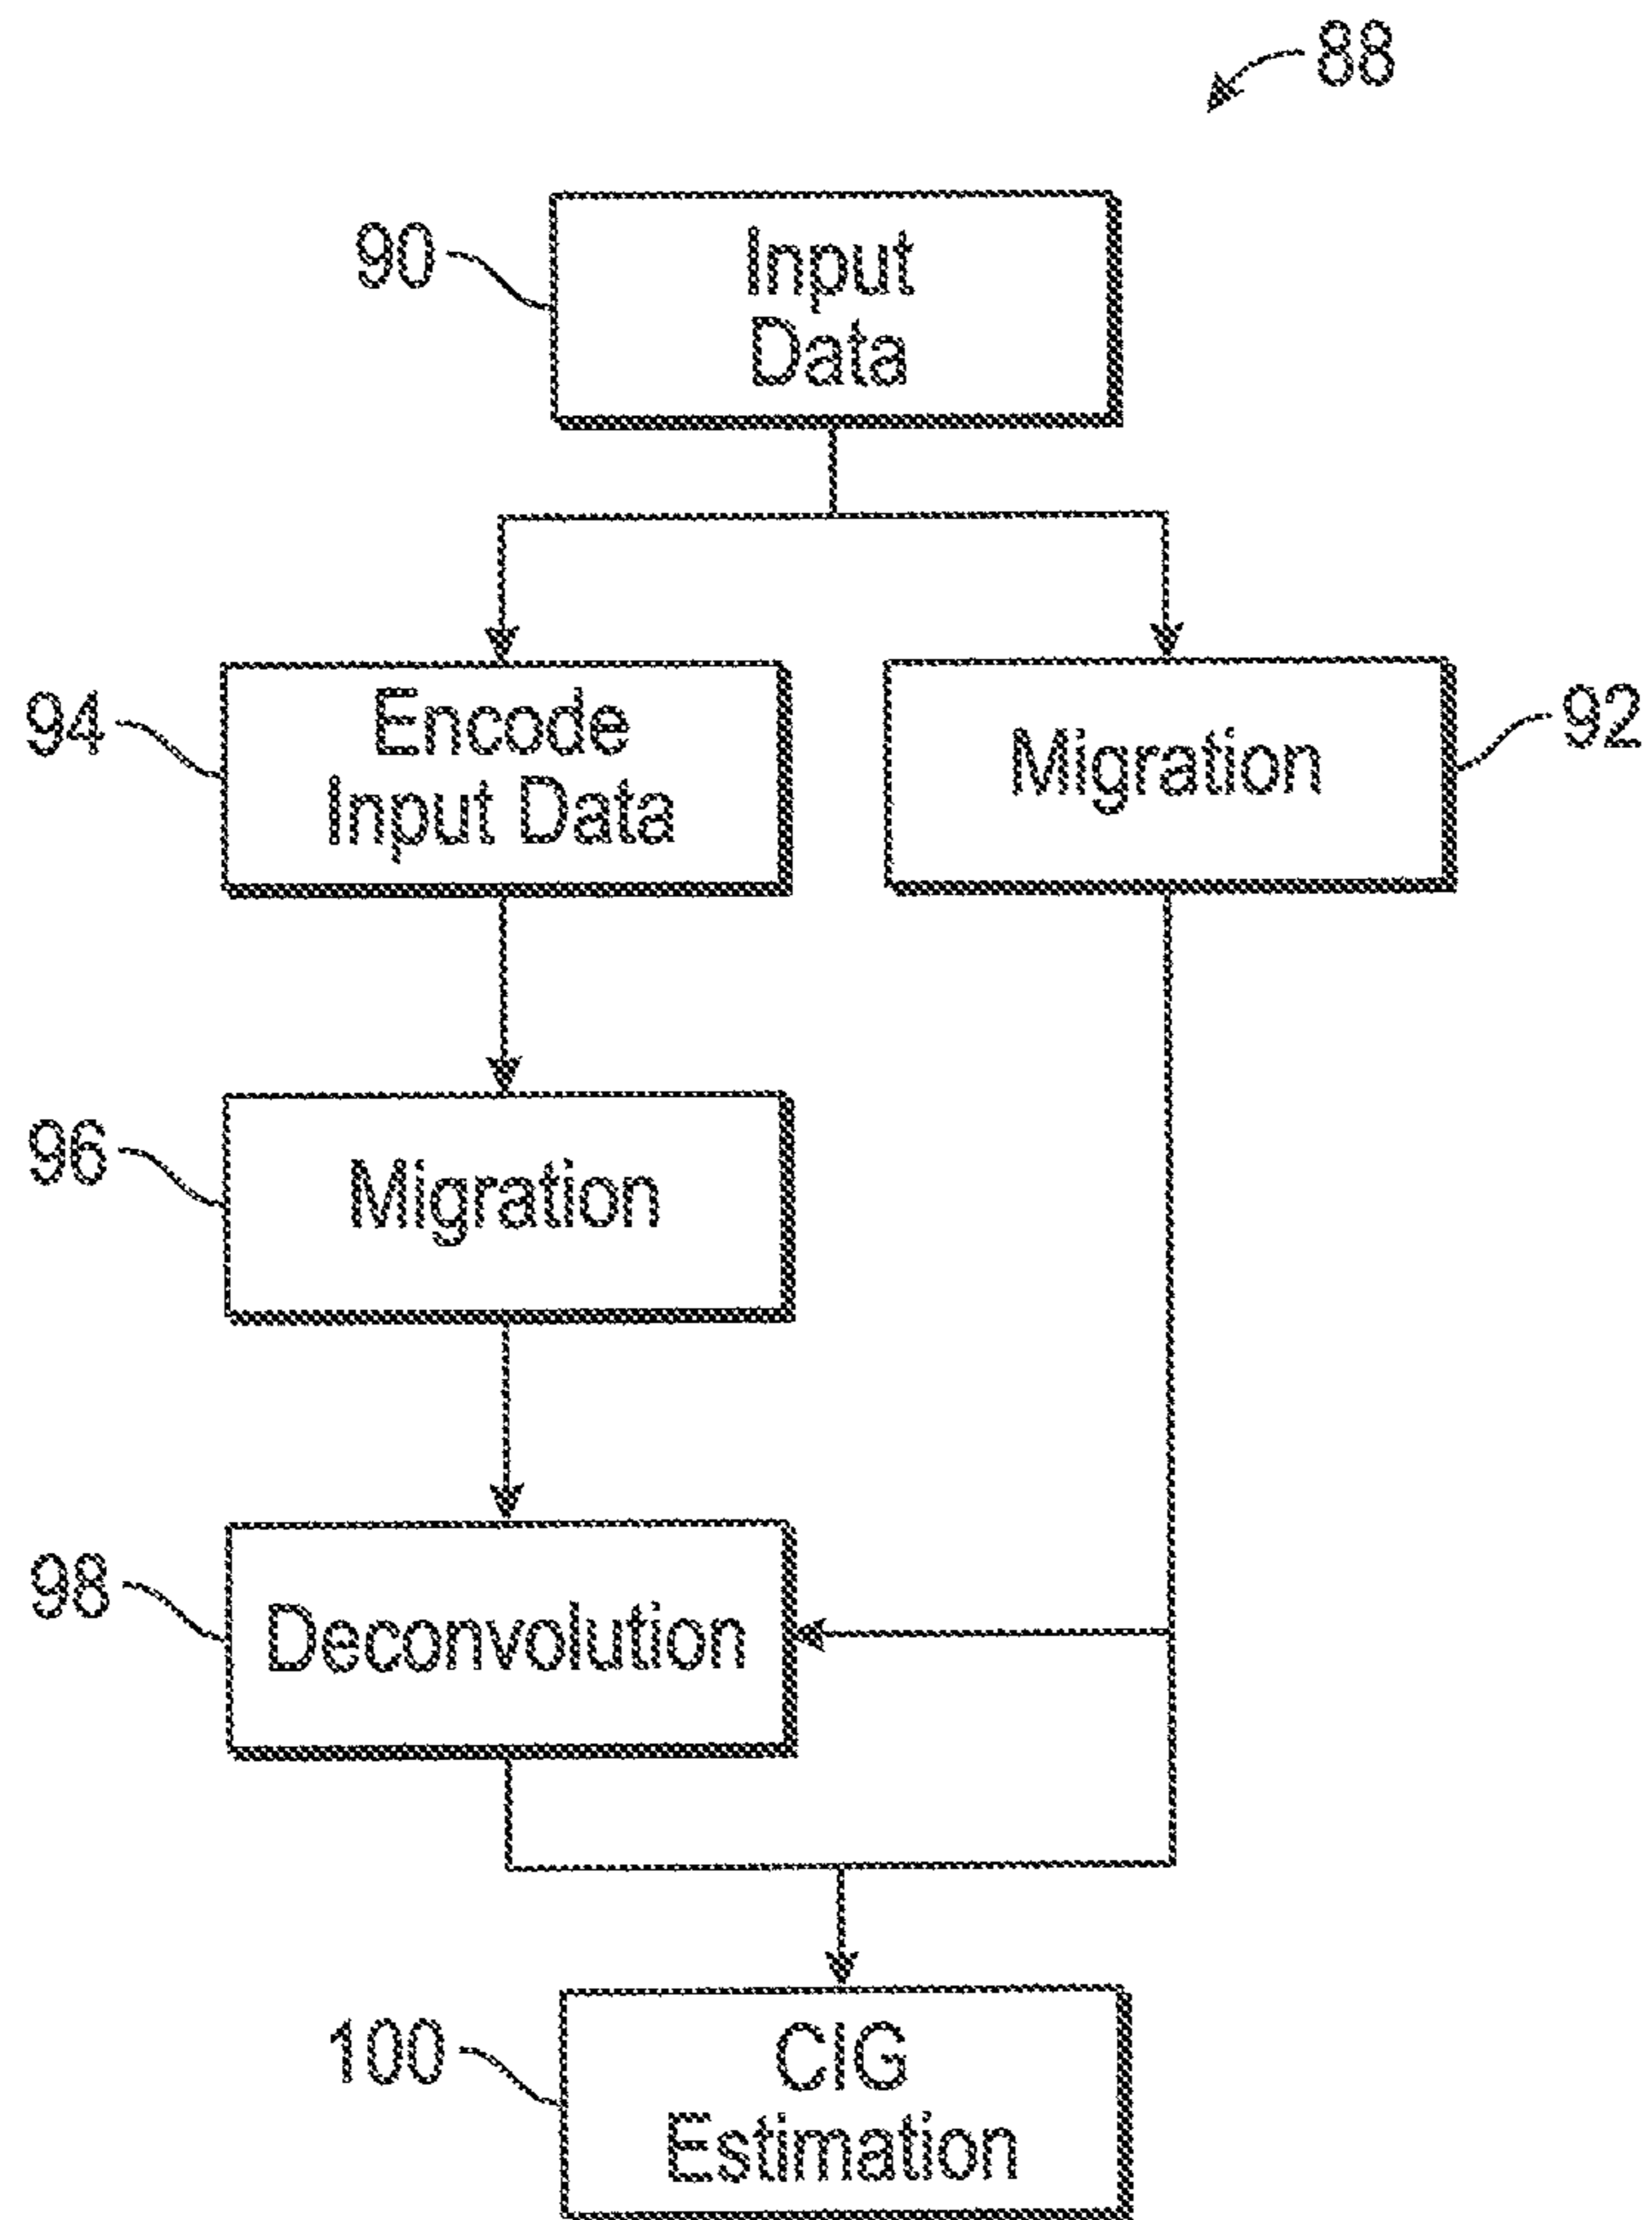 88
90
Input
Data
94
Encode
Input Data
Migration
92
96
Migration
98
Deconvolution
100
CIG
Estimation